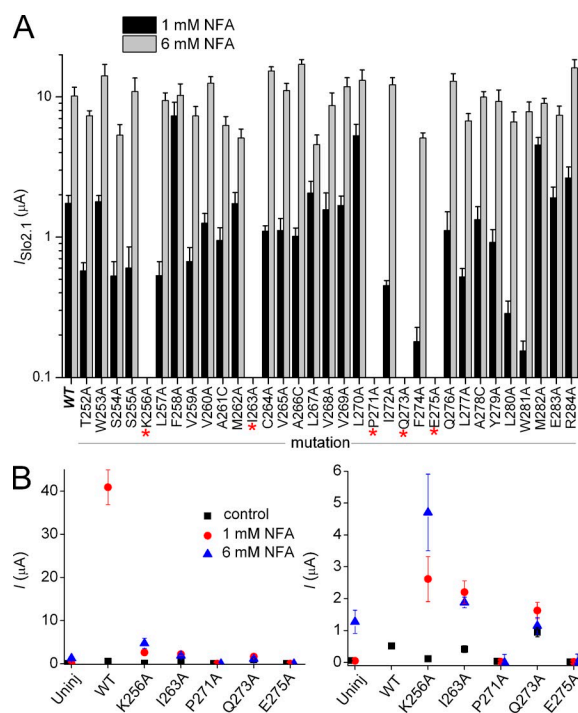 A
1 mM NFA
6 mM NFA
10
1
0.1
I_Slo2.1 (μA)
WT
T252A
W253A
S254A
S255A
*K256A
L257A
F258A
V259A
V260A
A261C
M262A
*I263A
C264A
V265A
A266C
L267A
V268A
V269A
L270A
*P271A
I272A
*Q273A
F274A
*E275A
Q276A
L277A
A278C
Y279A
L280A
W281A
M282A
E283A
R284A
mutation
B
40
30
20
10
0
I (μA)
control
1 mM NFA
6 mM NFA
Uninj
WT
K256A
I263A
P271A
Q273A
E275A
6
5
4
3
2
1
0
I (μA)
Uninj
WT
K256A
I263A
P271A
Q273A
E275A